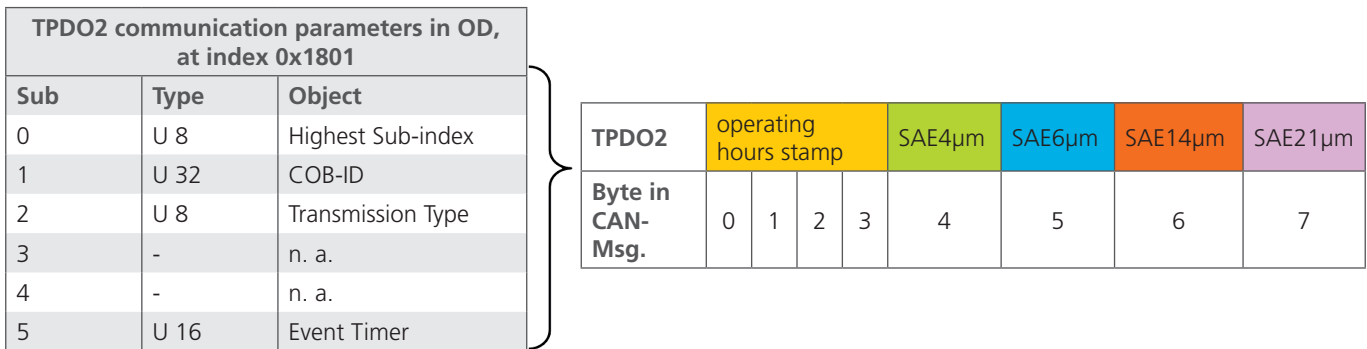 TPDO2 communication parameters in OD,
at index 0x1801
Sub Type Object
0 U 8 Highest Sub-index
1 U 32 COB-ID
2 U 8 Transmission Type
3 - n. a.
4 - n. a.
5 U 16 Event Timer
TPDO2 operating hours stamp SAE4µm SAE6µm SAE14µm SAE21µm
Byte in
CAN-
Msg.
0 1 2 3 4 5 6 7